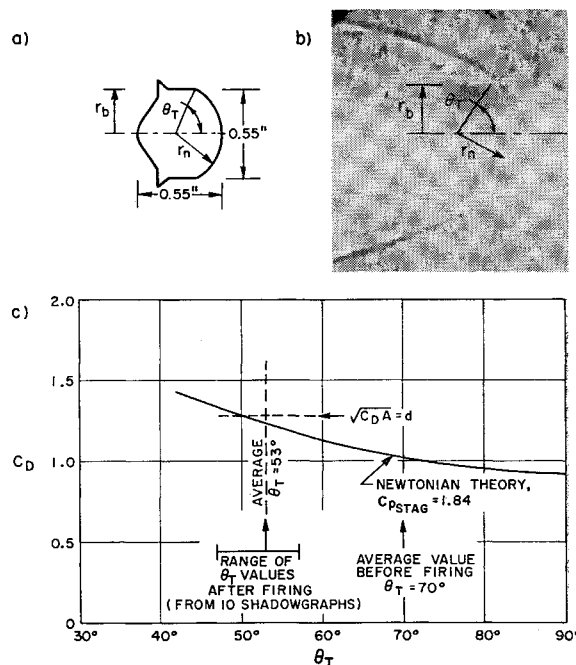 a)
r_b
θ_T
r_n
0.55"
0.55"
b)
r_b
θ_T
r_n
c)
2.0
1.5
1.0
0.5
0
C_D
√C_D A = d
AVERAGE
θ_T = 53°
NEWTONIAN THEORY,
C_pSTAG = 1.84
RANGE OF
θ_T VALUES
AFTER FIRING
(FROM 10 SHADOWGRAPHS)
AVERAGE VALUE
BEFORE FIRING
θ_T = 70°
30°
40°
50°
60°
70°
80°
90°
θ_T